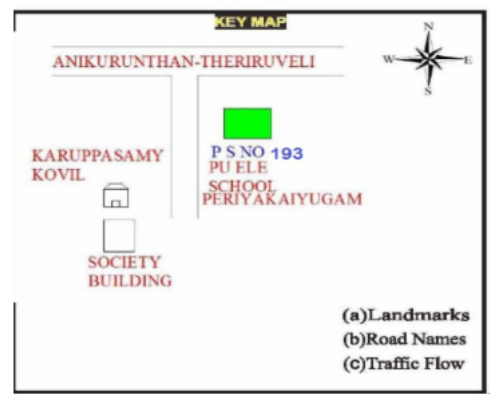 KEY MAP
N
W E
S
ANIKURUNTHAN-THERIRUVELI
KARUPPASAMY
KOVIL
P S NO 193
PU ELE
SCHOOL
PERIYAKAIYUGAM
SOCIETY
BUILDING
(a)Landmarks
(b)Road Names
(c)Traffic Flow